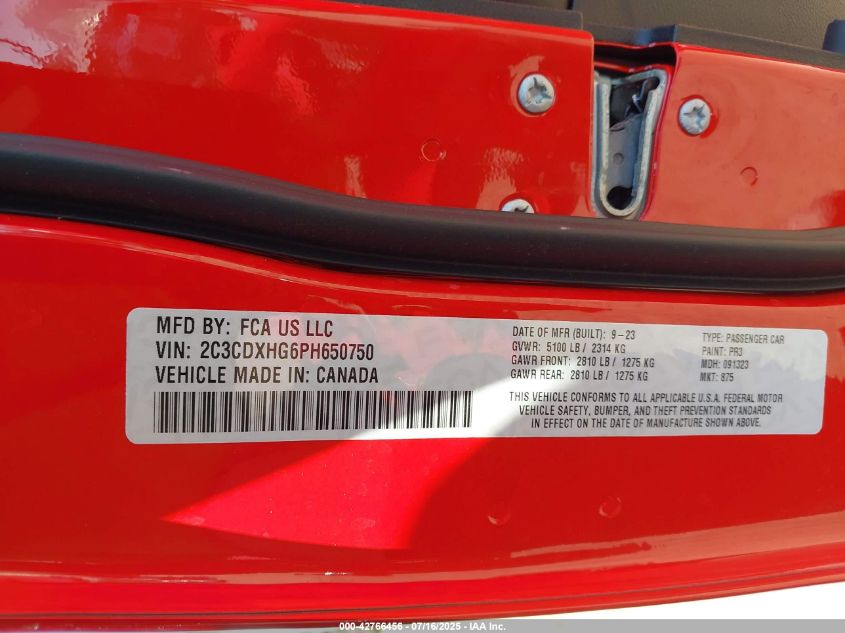 MFD BY: FCA US LLC
VIN: 2C3CDXHG6PH650750
VEHICLE MADE IN: CANADA
DATE OF MFR (BUILT): 9-23
GVWR: 5100 LB / 2314 KG
GAWR FRONT: 2810 LB / 1275 KG
GAWR REAR: 2810 LB / 1275 KG
TYPE: PASSENGER CAR
PAINT: PR3
MDH: 091323
MKT: 875
THIS VEHICLE CONFORMS TO ALL APPLICABLE U.S.A. FEDERAL MOTOR
VEHICLE SAFETY, BUMPER, AND THEFT PREVENTION STANDARDS
IN EFFECT ON THE DATE OF MANUFACTURE SHOWN ABOVE.
000-42766456 - 07/16/2025 - IAA Inc.